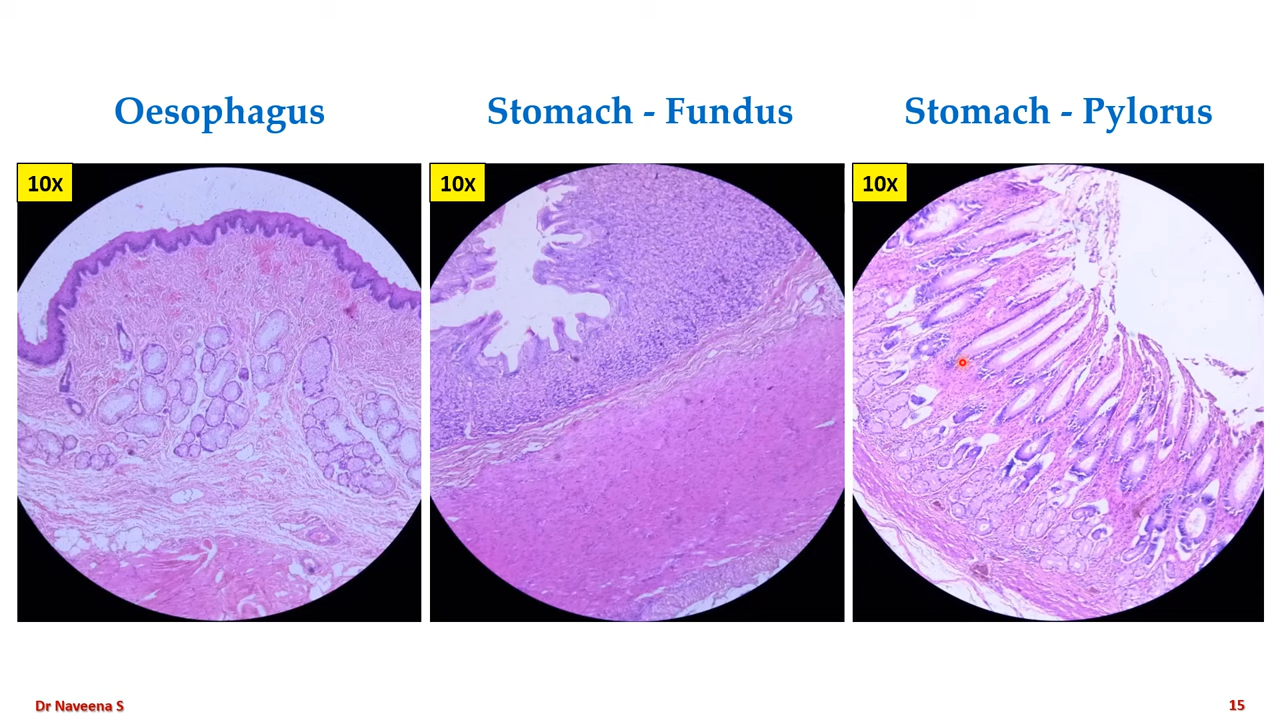 Oesophagus
Stomach - Fundus
Stomach - Pylorus
10x
10x
10x
Dr Naveena S
15